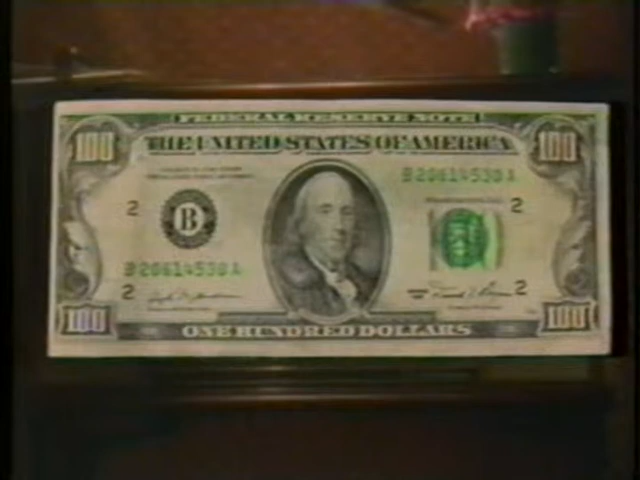 FEDERAL RESERVE NOTE
100 THE UNITED STATES OF AMERICA 100
B 20614530 A
2 2
B
B 20614530 A
2 2
100 ONE HUNDRED DOLLARS 100